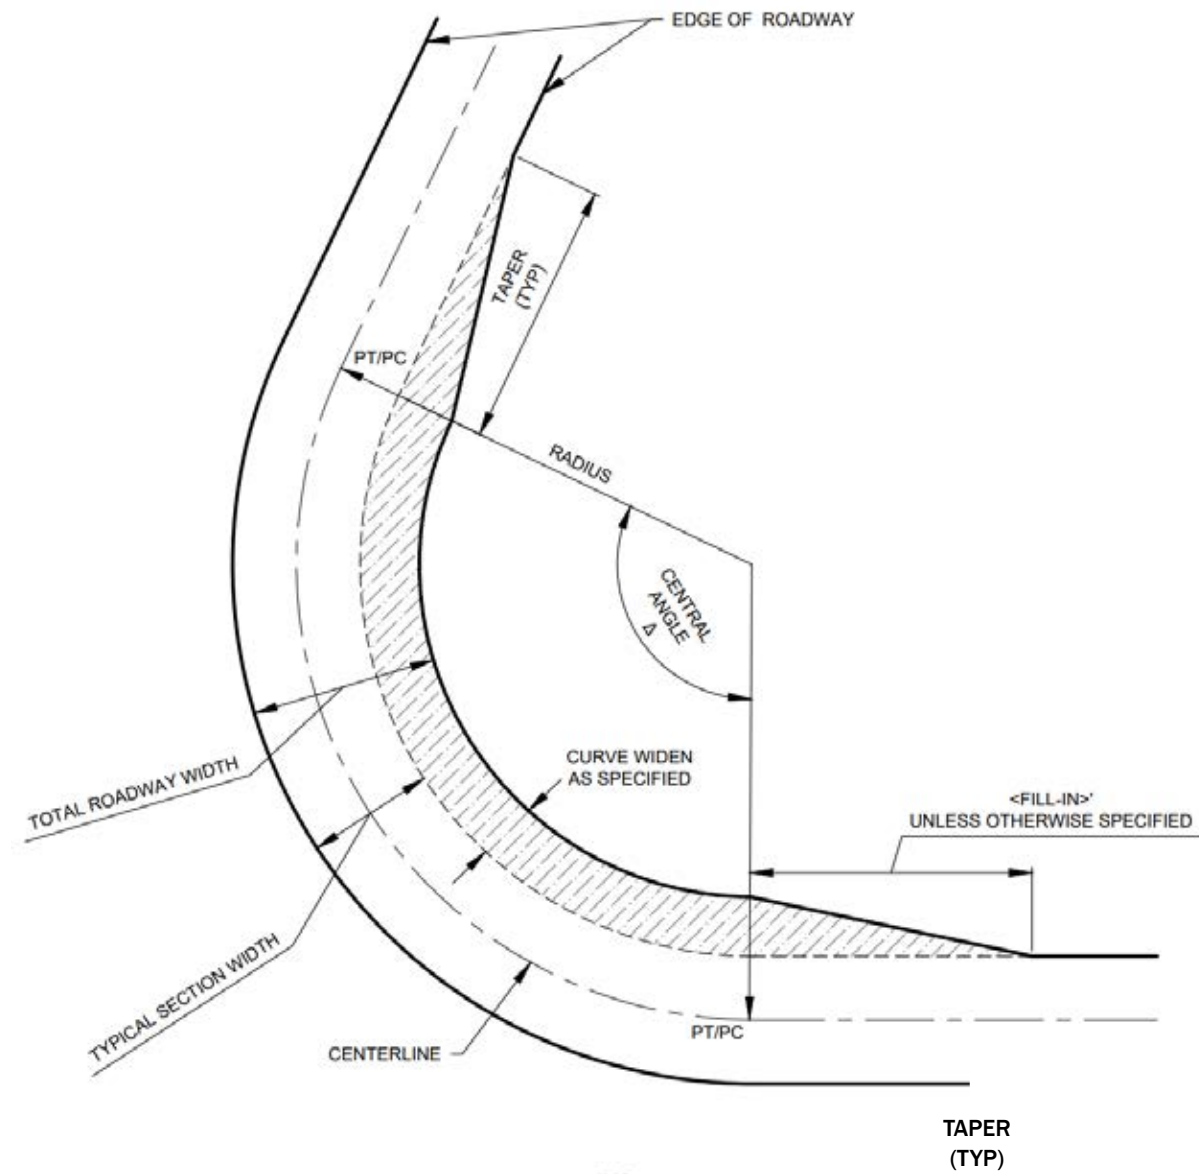 EDGE OF ROADWAY
TAPER
(TYP)
PT/PC
RADIUS
CENTRAL
ANGLE
Δ
CURVE WIDEN
AS SPECIFIED
TOTAL ROADWAY WIDTH
<FILL-IN>'
UNLESS OTHERWISE SPECIFIED
TYPICAL SECTION WIDTH
PT/PC
CENTERLINE
TAPER
(TYP)